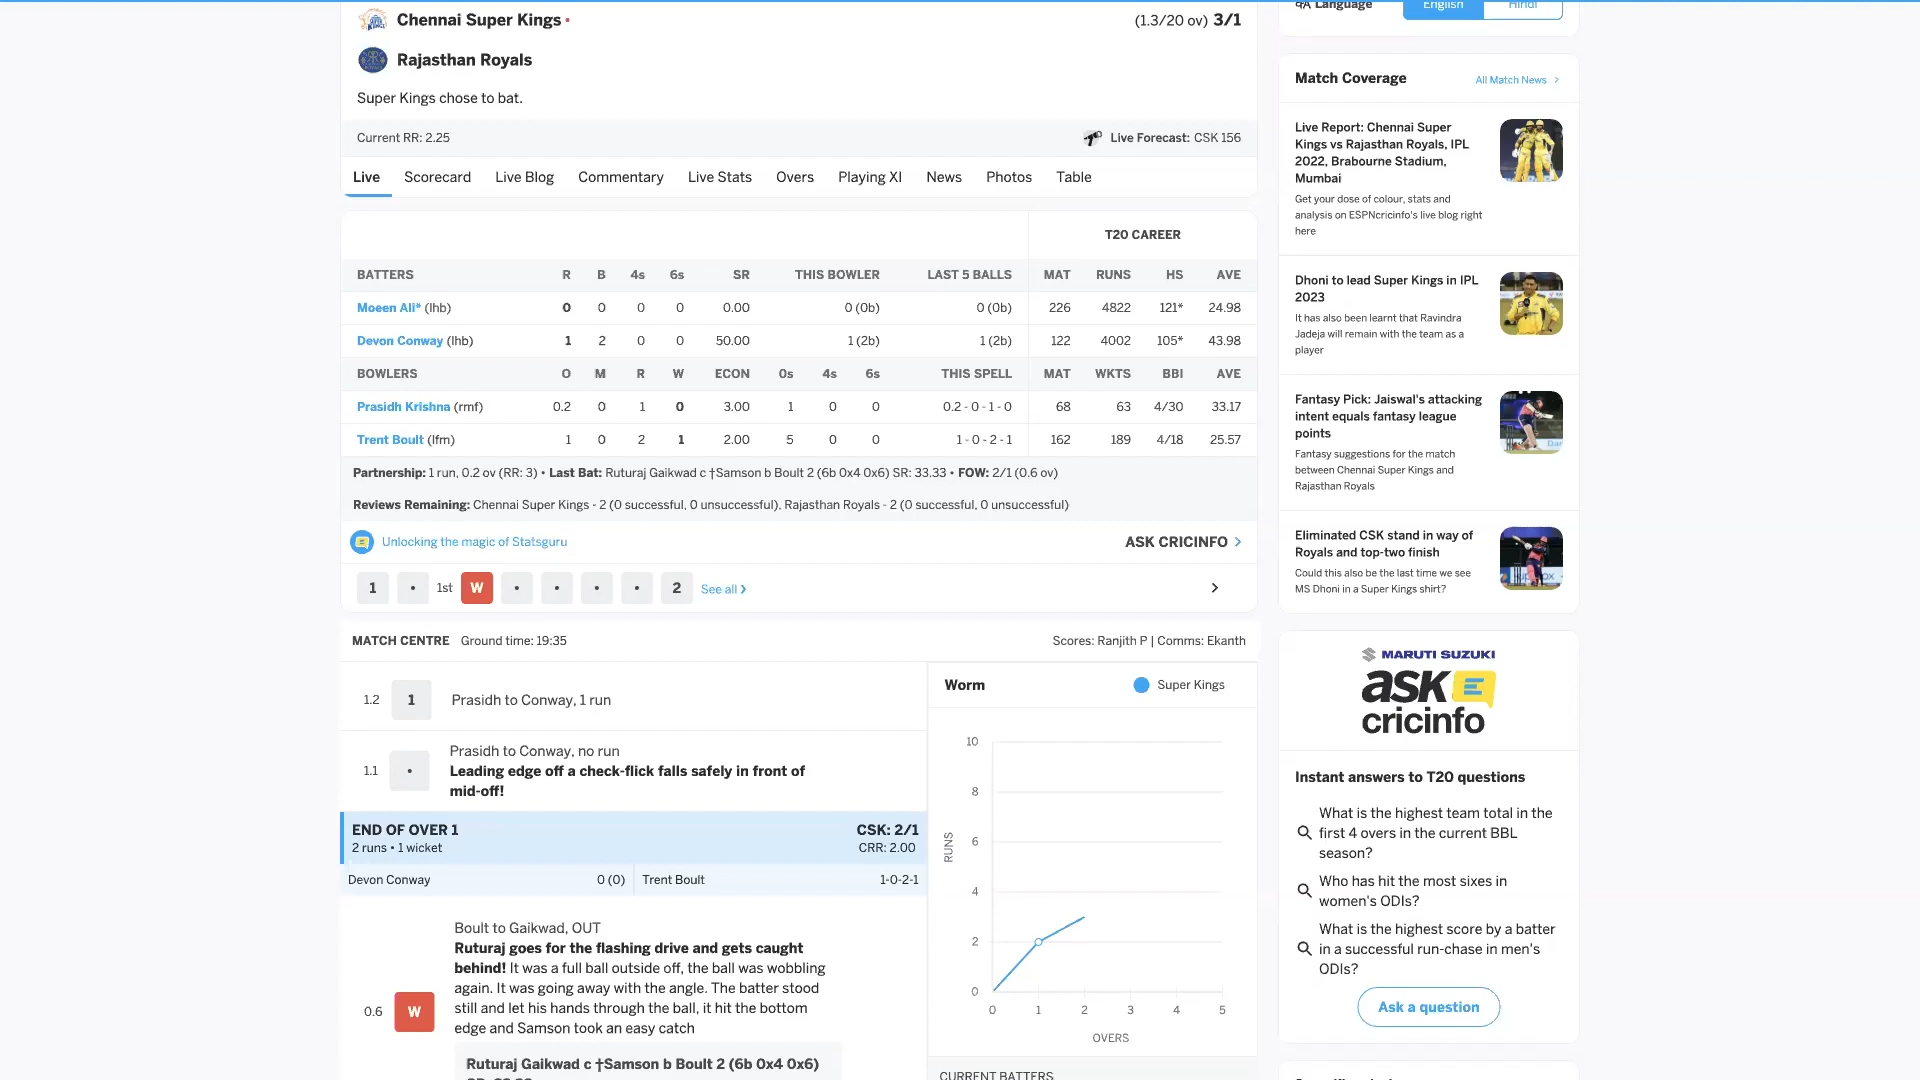 Chennai Super Kings •
(1.3/20 ov) 3/1
Rajasthan Royals
Super Kings chose to bat.
Current RR: 2.25
Live Forecast: CSK 156
Live Scorecard Live Blog Commentary Live Stats Overs Playing XI News Photos Table
T20 CAREER
BATTERS R B 4s 6s SR THIS BOWLER LAST 5 BALLS MAT RUNS HS AVE
Moeen Ali* (lhb) 0 0 0 0 0.00 0 (0b) 0 (0b) 226 4822 121* 24.98
Devon Conway (lhb) 1 2 0 0 50.00 1 (2b) 1 (2b) 122 4002 105* 43.98
BOWLERS O M R W ECON 0s 4s 6s THIS SPELL MAT WKTS BBI AVE
Prasidh Krishna (rmf) 0.2 0 1 0 3.00 1 0 0 0.2 - 0 - 1 - 0 68 63 4/30 33.17
Trent Boult (lfm) 1 0 2 1 2.00 5 0 0 1 - 0 - 2 - 1 162 189 4/18 25.57
Partnership: 1 run, 0.2 ov (RR: 3) • Last Bat: Ruturaj Gaikwad c †Samson b Boult 2 (6b 0x4 0x6) SR: 33.33 • FOW: 2/1 (0.6 ov)
Reviews Remaining: Chennai Super Kings - 2 (0 successful, 0 unsuccessful), Rajasthan Royals - 2 (0 successful, 0 unsuccessful)
Unlocking the magic of Statsguru
ASK CRICINFO >
1 • 1st W • • • • 2 See all >
MATCH CENTRE Ground time: 19:35
Scores: Ranjith P | Comms: Ekanth
1.2 1 Prasidh to Conway, 1 run
Prasidh to Conway, no run
1.1 • Leading edge off a check-flick falls safely in front of
mid-off!
END OF OVER 1 CSK: 2/1
2 runs • 1 wicket CRR: 2.00
Devon Conway 0 (0) Trent Boult 1-0-2-1
Boult to Gaikwad, OUT
Ruturaj goes for the flashing drive and gets caught
behind! It was a full ball outside off, the ball was wobbling
again. It was going away with the angle. The batter stood
0.6 W still and let his hands through the ball, it hit the bottom
edge and Samson took an easy catch
Ruturaj Gaikwad c †Samson b Boult 2 (6b 0x4 0x6)
Worm Super Kings
10
8
6
4
2
0
RUNS
0 1 2 3 4 5
OVERS
CURRENT BATTERS
Language English Hindi
Match Coverage All Match News >
Live Report: Chennai Super
Kings vs Rajasthan Royals, IPL
2022, Brabourne Stadium,
Mumbai
Get your dose of colour, stats and
analysis on ESPNcricinfo's live blog right
here
Dhoni to lead Super Kings in IPL
2023
It has also been learnt that Ravindra
Jadeja will remain with the team as a
player
Fantasy Pick: Jaiswal's attacking
intent equals fantasy league
points
Fantasy suggestions for the match
between Chennai Super Kings and
Rajasthan Royals
Eliminated CSK stand in way of
Royals and top-two finish
Could this also be the last time we see
MS Dhoni in a Super Kings shirt?
MARUTI SUZUKI
ask
cricinfo
Instant answers to T20 questions
What is the highest team total in the
first 4 overs in the current BBL
season?
Who has hit the most sixes in
women's ODIs?
What is the highest score by a batter
in a successful run-chase in men's
ODIs?
Ask a question